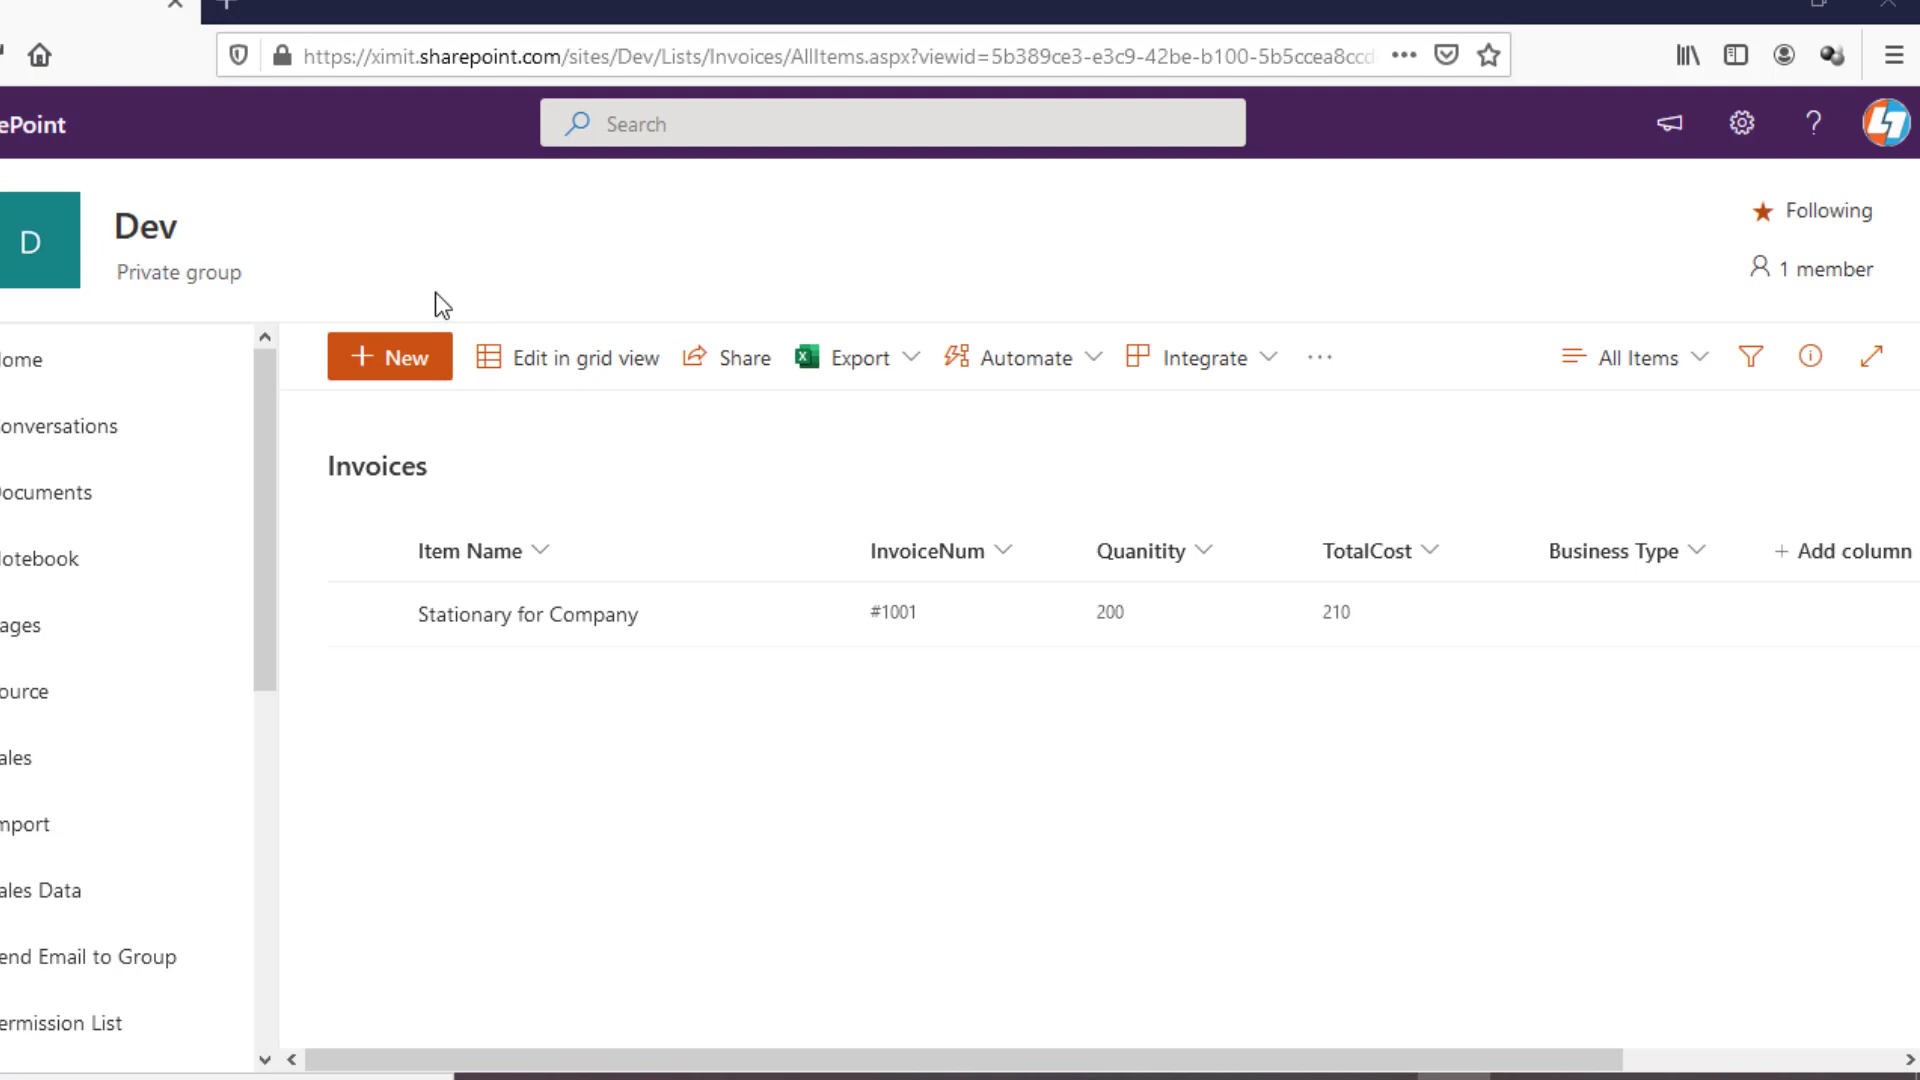 https://ximit.sharepoint.com/sites/Dev/Lists/Invoices/AllItems.aspx?viewid=5b389ce3-e3c9-42be-b100-5b5ccea8ccd
ePoint
Search
D
Dev
Private group
Following
1 member
+ New
Edit in grid view
Share
Export
Automate
Integrate
...
All Items
ome
onversations
ocuments
otebook
ages
ource
ales
mport
ales Data
end Email to Group
ermission List
Invoices
Item Name InvoiceNum Quanitity TotalCost Business Type + Add column
Stationary for Company #1001 200 210